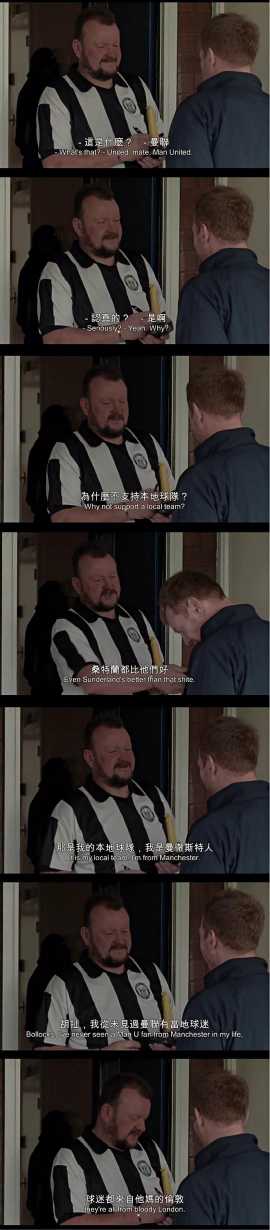 - 這是什麼？ - 曼聯
- What's that? - United, mate. Man United.
- 認真的？ - 是啊
- Seriously? - Yeah. Why?
為什麼不支持本地球隊？
Why not support a local team?
桑特蘭都比他們好
Even Sunderland's better than that shite.
那是我的本地球隊，我是曼徹斯特人
It is my local team. I'm from Manchester.
胡扯，我從未見過曼聯有當地球迷
Bollocks. I've never seen a Man U fan from Manchester in my life,
球迷都來自他媽的倫敦
they're all from bloody London.